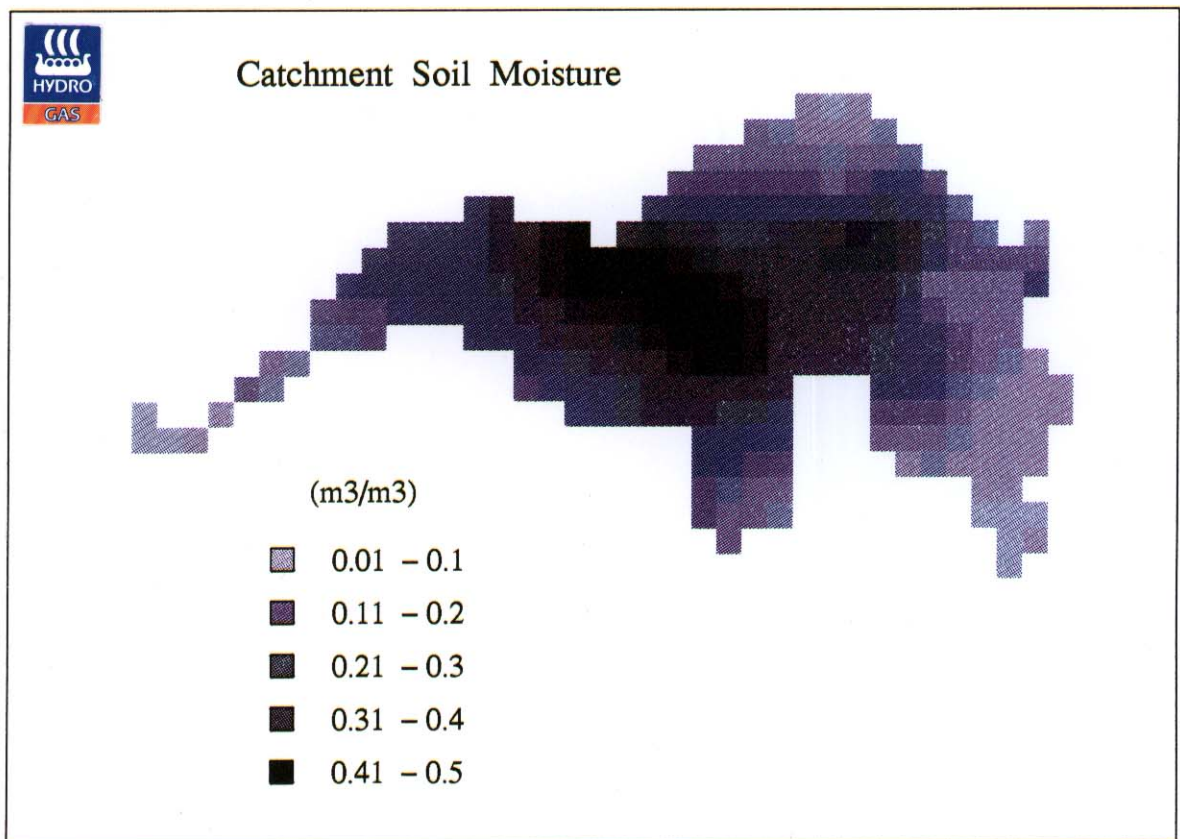 HYDRO
GAS
Catchment Soil Moisture
(m3/m3)
0.01 – 0.1
0.11 – 0.2
0.21 – 0.3
0.31 – 0.4
0.41 – 0.5